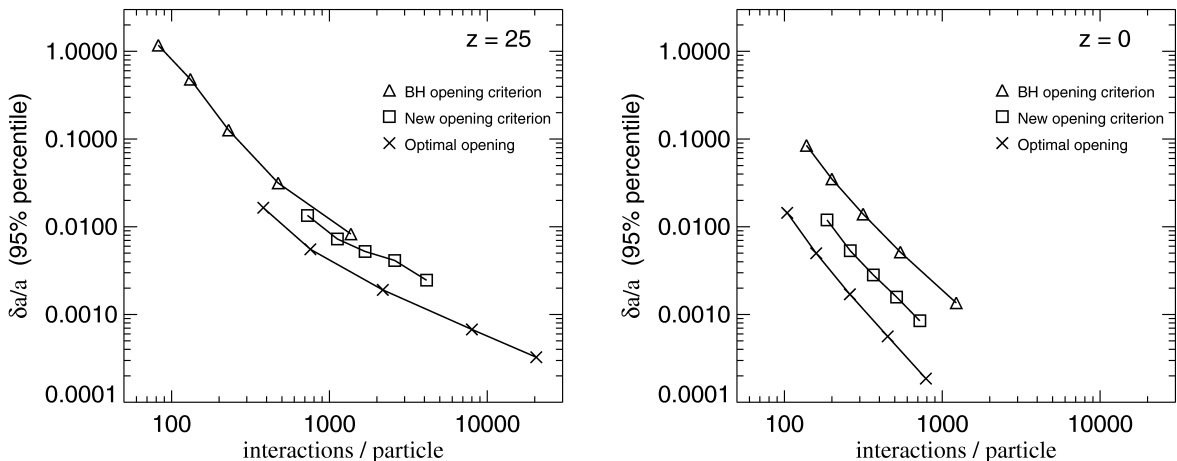 z = 25
BH opening criterion
New opening criterion
Optimal opening
1.0000
0.1000
0.0100
0.0010
0.0001
δa/a (95% percentile)
100 1000 10000
interactions / particle
z = 0
BH opening criterion
New opening criterion
Optimal opening
1.0000
0.1000
0.0100
0.0010
0.0001
δa/a (95% percentile)
100 1000 10000
interactions / particle